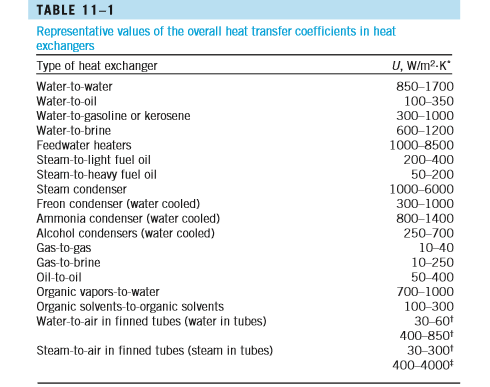 TABLE 11–1
Representative values of the overall heat transfer coefficients in heat
exchangers
Type of heat exchanger U, W/m²·K*
Water-to-water 850–1700
Water-to-oil 100–350
Water-to-gasoline or kerosene 300–1000
Water-to-brine 600–1200
Feedwater heaters 1000–8500
Steam-to-light fuel oil 200–400
Steam-to-heavy fuel oil 50–200
Steam condenser 1000–6000
Freon condenser (water cooled) 300–1000
Ammonia condenser (water cooled) 800–1400
Alcohol condensers (water cooled) 250–700
Gas-to-gas 10–40
Gas-to-brine 10–250
Oil-to-oil 50–400
Organic vapors-to-water 700–1000
Organic solvents-to-organic solvents 100–300
Water-to-air in finned tubes (water in tubes) 30–60†
400–850†
Steam-to-air in finned tubes (steam in tubes) 30–300†
400–4000‡